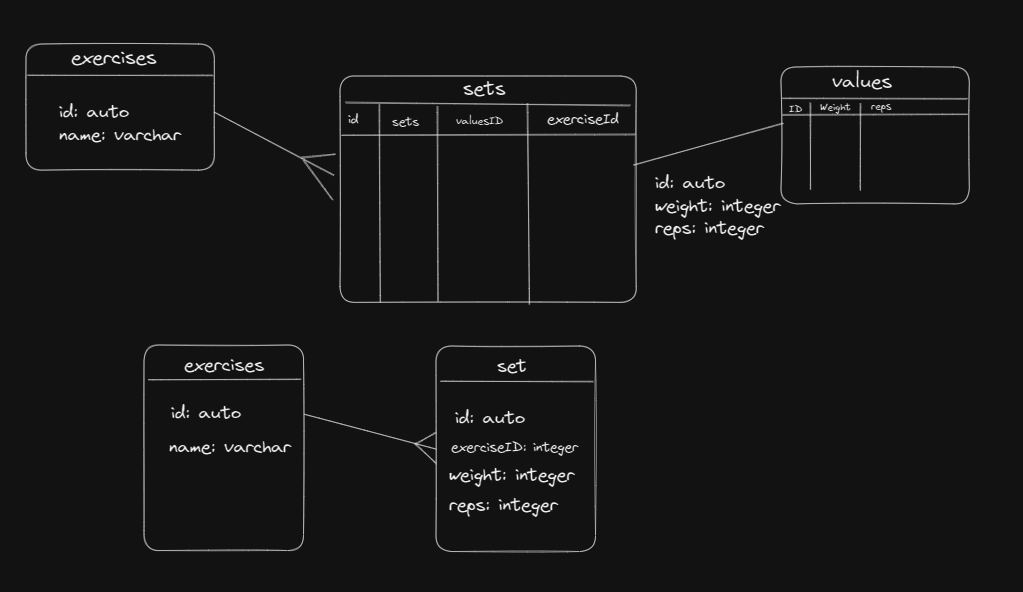 exercises
id: auto
name: varchar
sets
id sets valuesID exerciseId
values
ID Weight reps
id: auto
weight: integer
reps: integer
exercises
id: auto
name: varchar
set
id: auto
exerciseID: integer
weight: integer
reps: integer